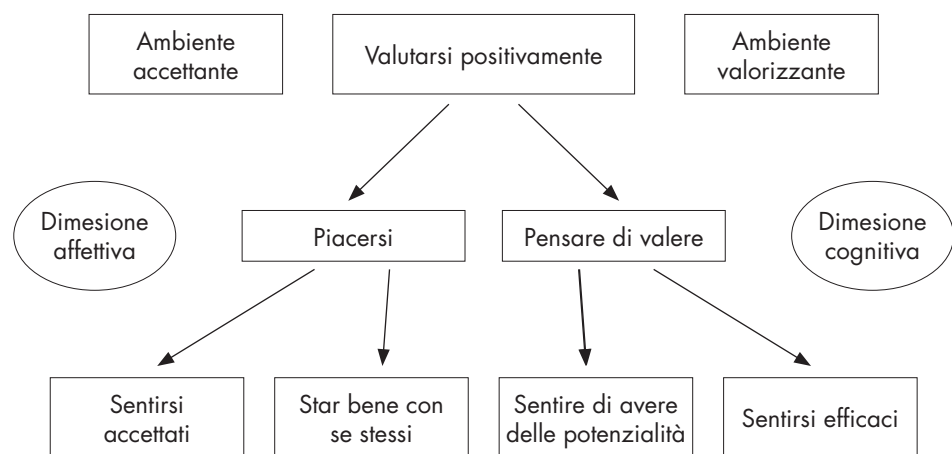 Ambiente
accettante
Valutarsi positivamente
Ambiente
valorizzante
Dimesione
affettiva
Piacersi
Pensare di valere
Dimesione
cognitiva
Sentirsi
accettati
Star bene con
se stessi
Sentire di avere
delle potenzialità
Sentirsi efficaci